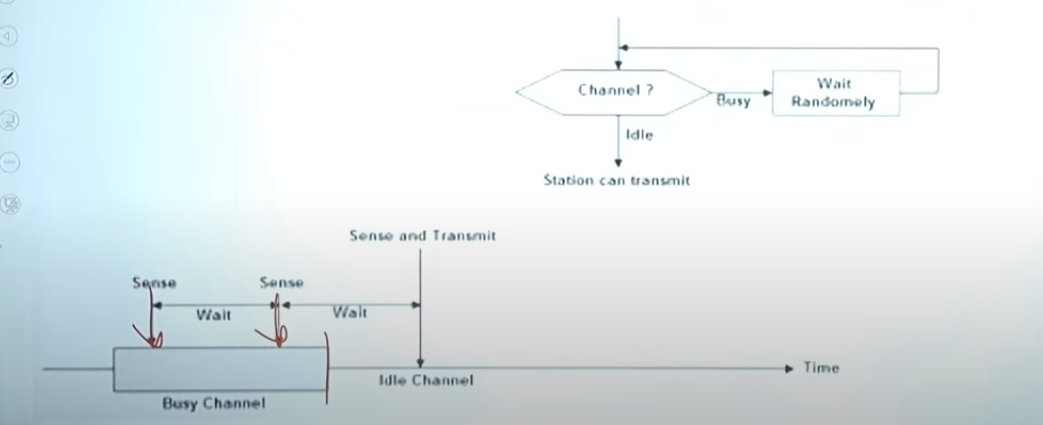 Channel ?
Busy
Wait
Randomely
Idle
Station can transmit
Sense and Transmit
Sense
Sense
Wait
Wait
Idle Channel
Time
Busy Channel